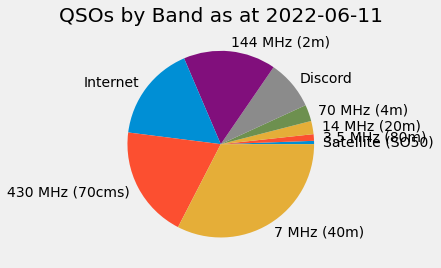 QSOs by Band as at 2022-06-11
144 MHz (2m)
Internet
Discord
70 MHz (4m)
14 MHz (20m)
3.5 MHz (80m)
Satellite (SO50)
430 MHz (70cms)
7 MHz (40m)